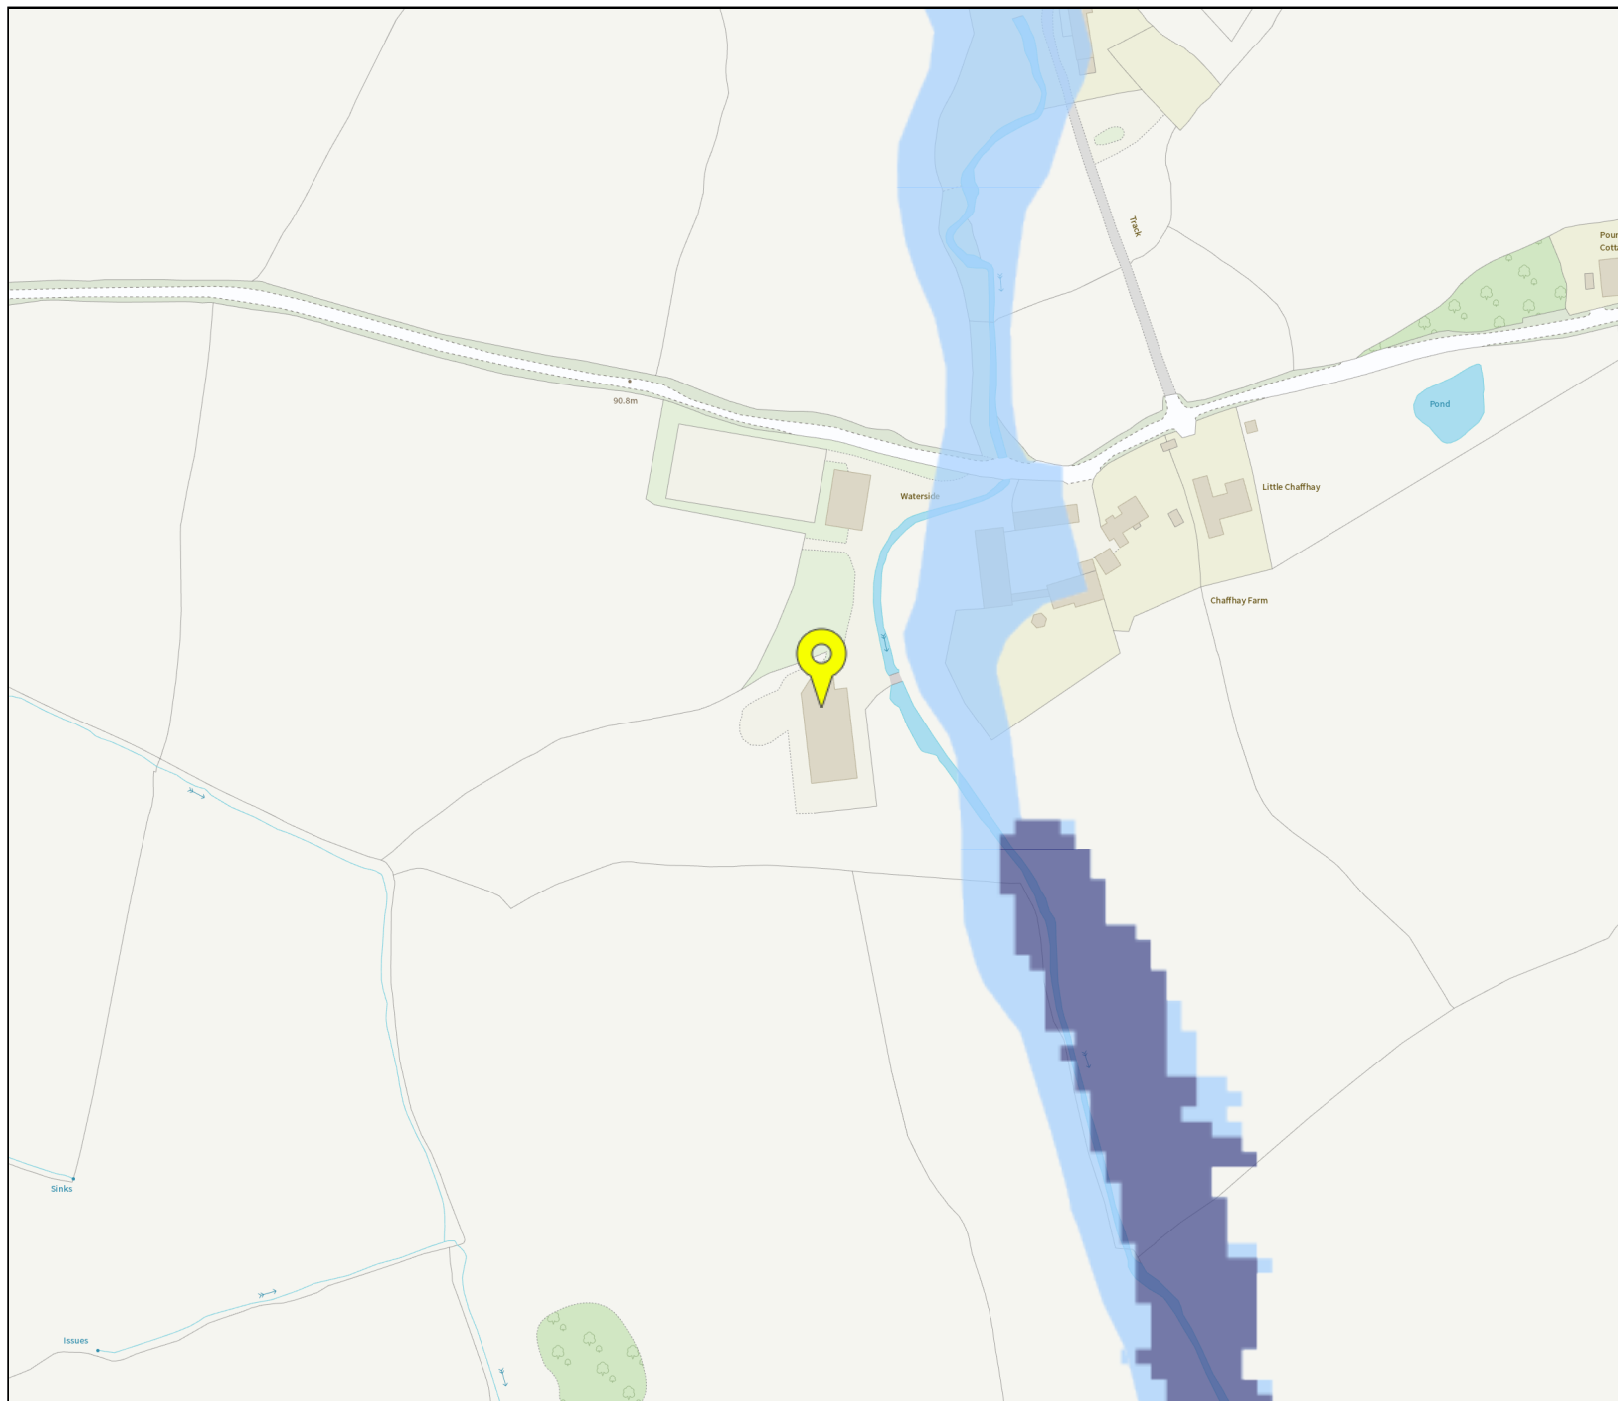 Track
Pour
Cotta
90.8m
Pond
Waterside
Little Chaffhay
Chaffhay Farm
Sinks
Issues